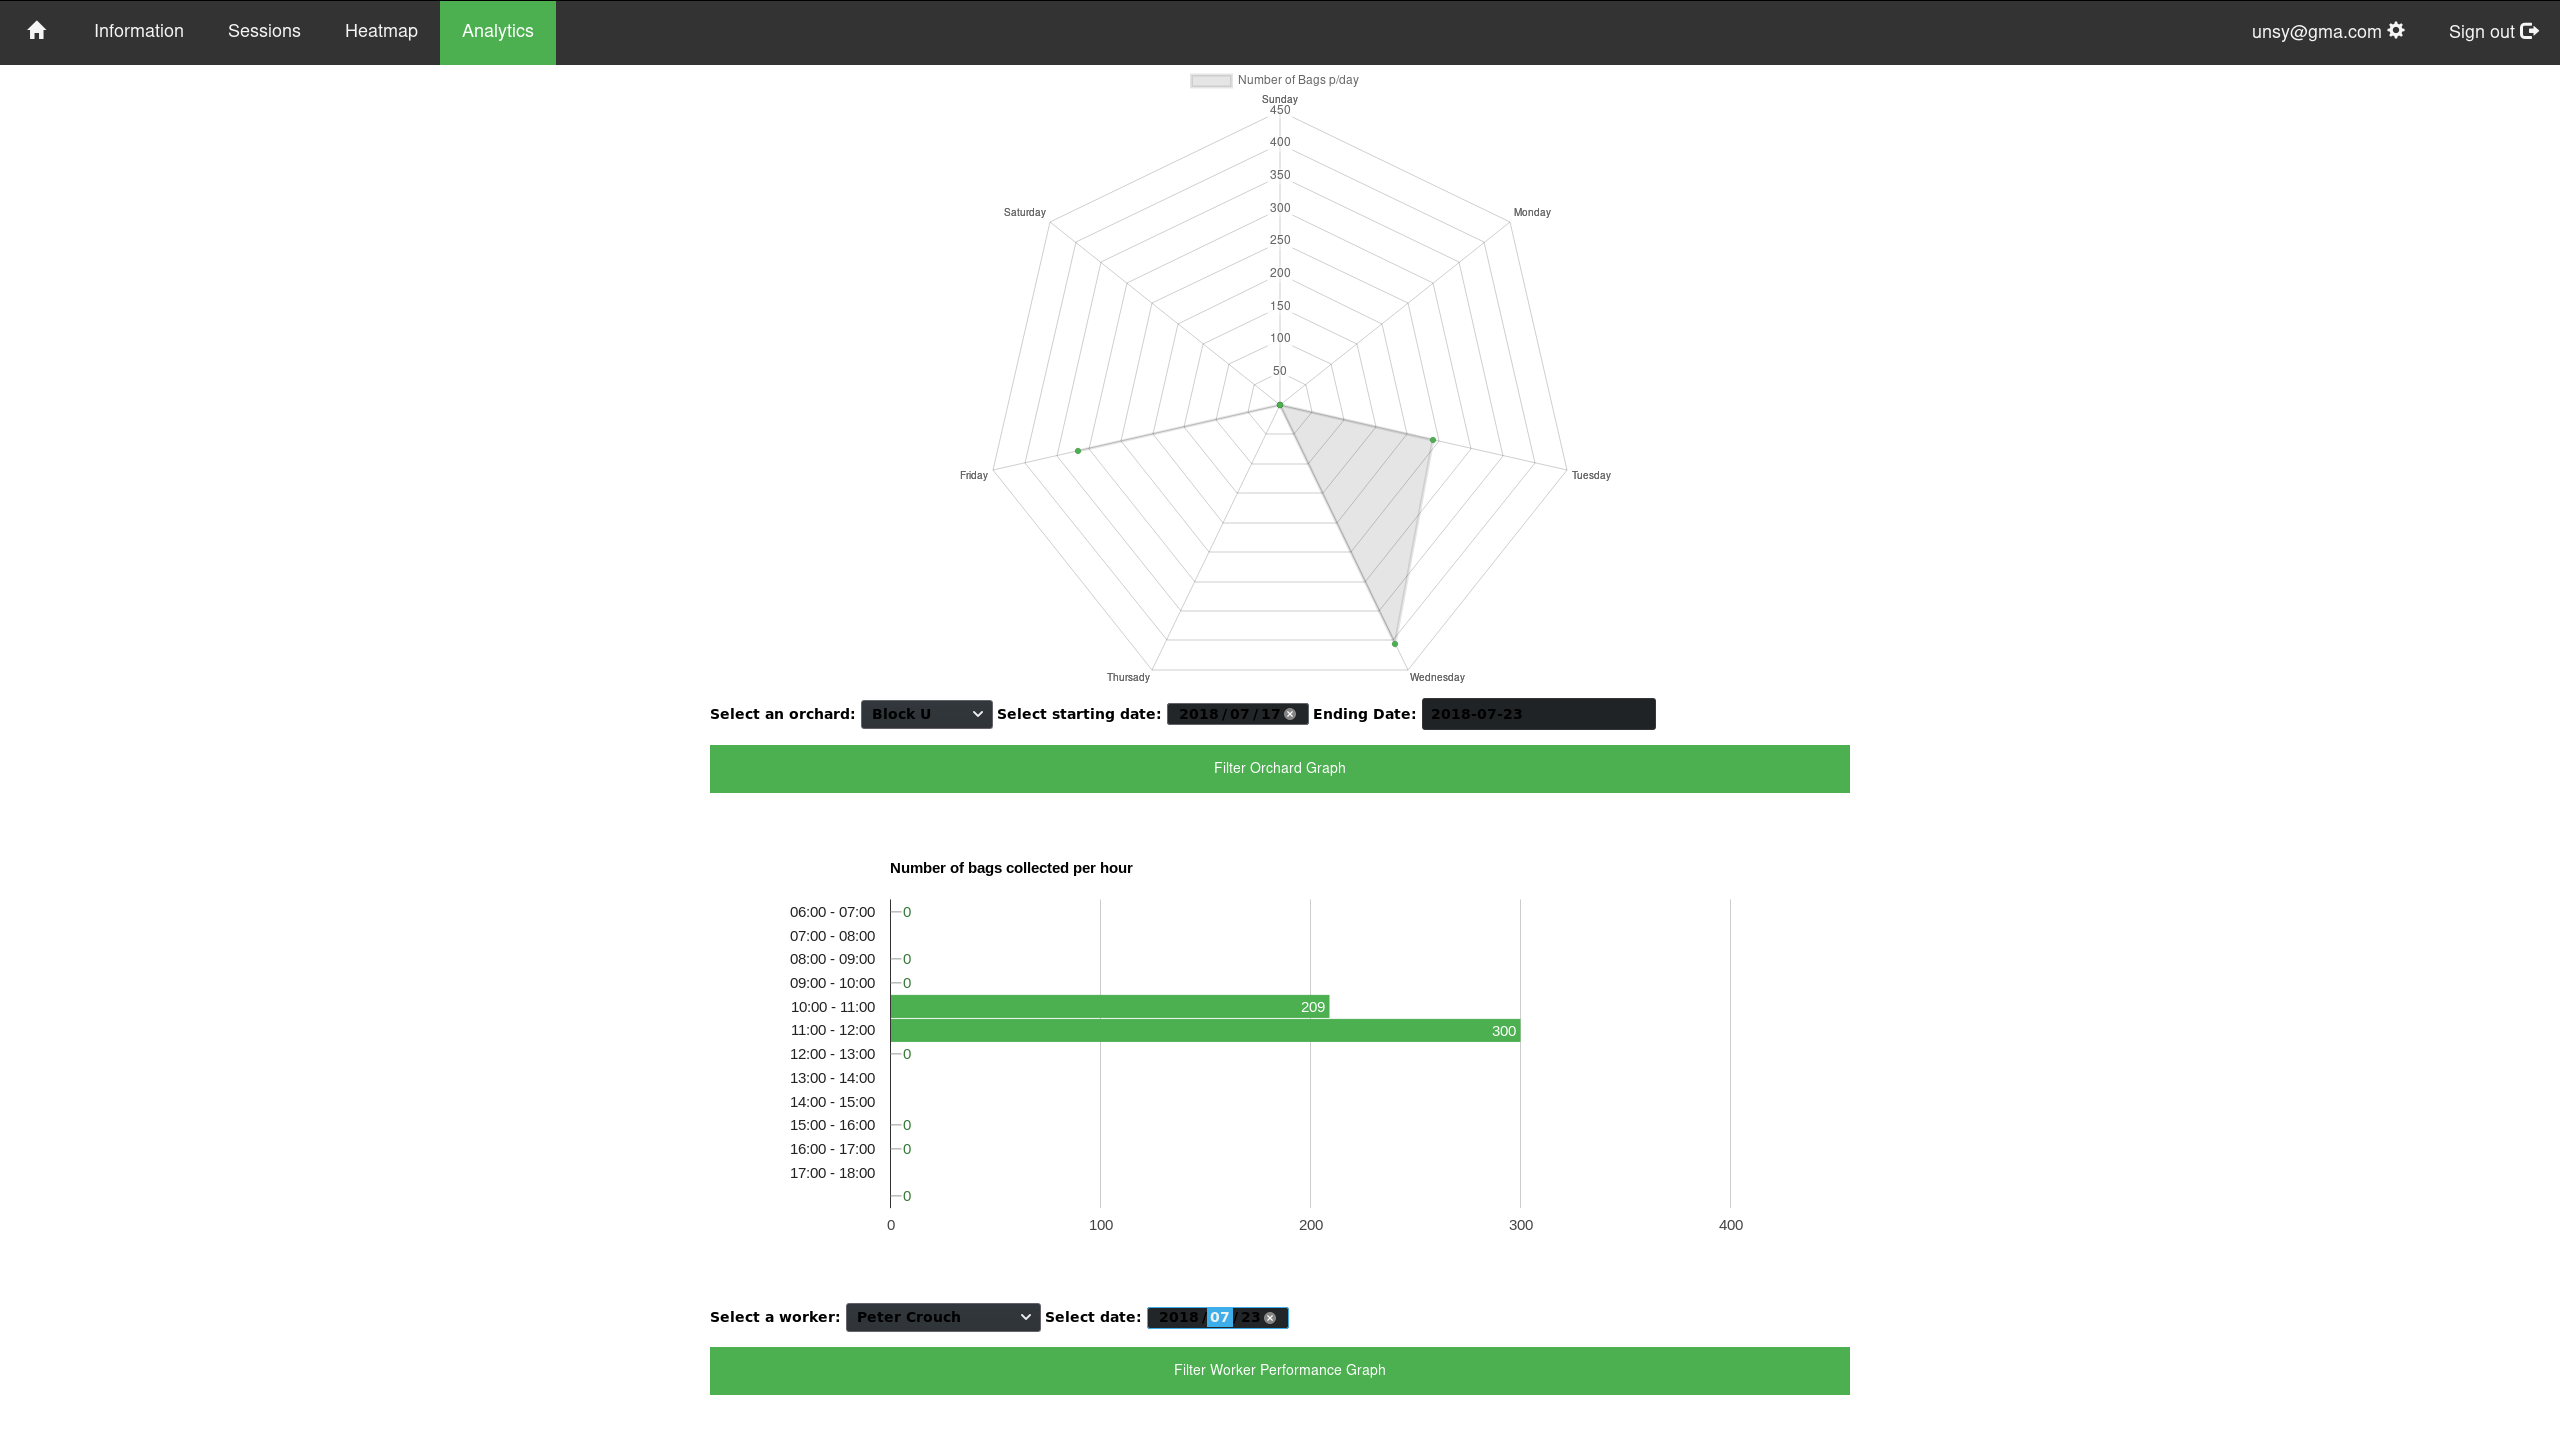 Information Sessions Heatmap Analytics unsy@gma.com Sign out
Number of Bags p/day
Sunday
450
400
350
300
250
200
150
100
50
Saturday
Monday
Friday
Tuesday
Thursady
Wednesday
Select an orchard: Block U Select starting date: 2018/07/17 Ending Date: 2018-07-23
Filter Orchard Graph
Number of bags collected per hour
06:00 - 07:00 0
07:00 - 08:00
08:00 - 09:00 0
09:00 - 10:00 0
10:00 - 11:00 209
11:00 - 12:00 300
12:00 - 13:00 0
13:00 - 14:00
14:00 - 15:00
15:00 - 16:00 0
16:00 - 17:00 0
17:00 - 18:00
0
0 100 200 300 400
Select a worker: Peter Crouch Select date: 2018/07/23
Filter Worker Performance Graph